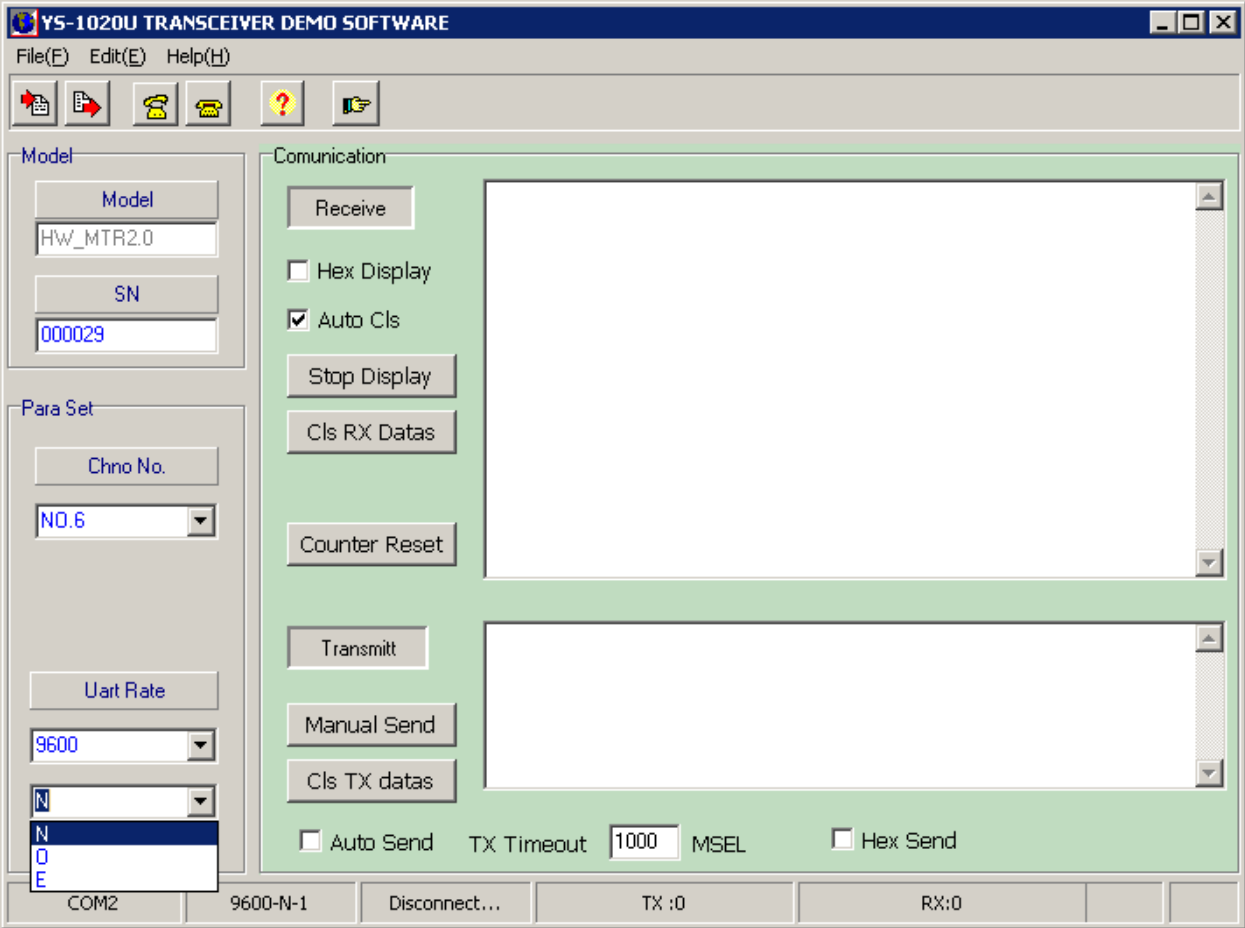 YS-1020U TRANSCEIVER DEMO SOFTWARE
File(F) Edit(E) Help(H)
?
Model
Model
HW_MTR2.0
SN
000029
Para Set
Chno No.
NO.6
Uart Rate
9600
N
N
O
E
Comunication
Receive
Hex Display
Auto Cls
Stop Display
Cls RX Datas
Counter Reset
Transmitt
Manual Send
Cls TX datas
Auto Send TX Timeout 1000 MSEL Hex Send
COM2 9600-N-1 Disconnect... TX :0 RX:0